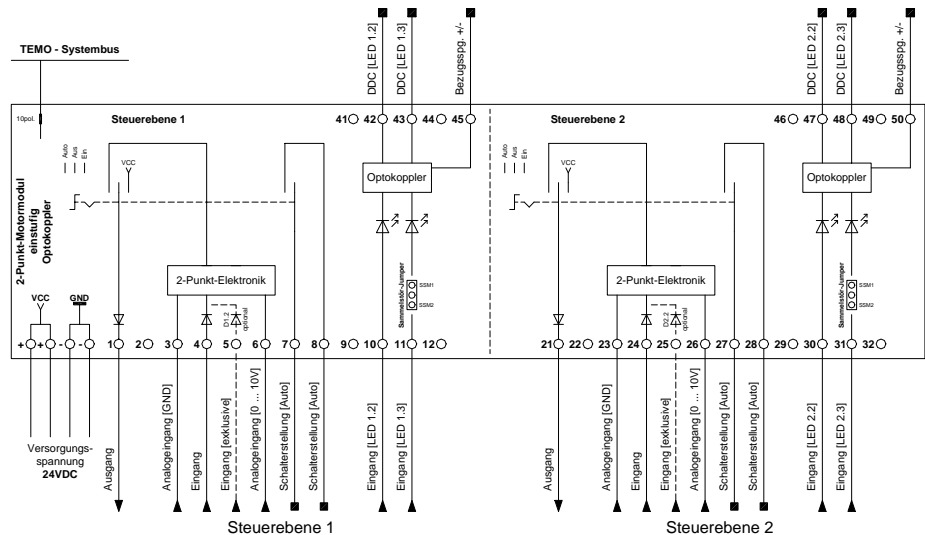 DDC [LED 1.2]
DDC [LED 1.3]
Bezugsspg. +/-
DDC [LED 2.2]
DDC [LED 2.3]
Bezugsspg. +/-
TEMO - Systembus
10pol.
Steuerebene 1
41 42 43 44 45
Steuerebene 2
46 47 48 49 50
Auto
Aus
Ein
VCC
Optokoppler
Auto
Aus
Ein
VCC
Optokoppler
2-Punkt-Motormodul
einstufig
Optokoppler
2-Punkt-Elektronik
Sammelstör-Jumper
SSM1
SSM2
2-Punkt-Elektronik
Sammelstör-Jumper
SSM1
SSM2
VCC
GND
D1.2
optional
D2.2
optional
+ + - - 1 2 3 4 5 6 7 8 9 10 11 12
21 22 23 24 25 26 27 28 29 30 31 32
Versorgungs-
spannung
24VDC
Ausgang
Analogeingang [GND]
Eingang
Eingang [exklusive]
Analogeingang [0 ... 10V]
Schalterstellung [Auto]
Schalterstellung [Auto]
Eingang [LED 1.2]
Eingang [LED 1.3]
Ausgang
Analogeingang [GND]
Eingang
Eingang [exklusive]
Analogeingang [0 ... 10V]
Schalterstellung [Auto]
Schalterstellung [Auto]
Eingang [LED 2.2]
Eingang [LED 2.3]
Steuerebene 1
Steuerebene 2